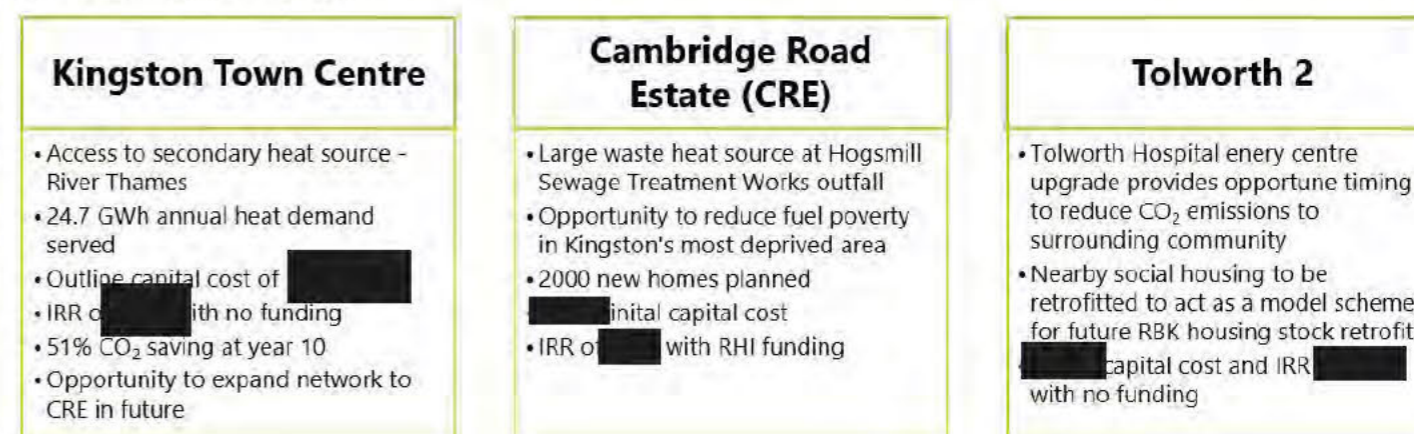 Kingston Town Centre
• Access to secondary heat source -
River Thames
• 24.7 GWh annual heat demand
served
• Outline capital cost of
• IRR o ith no funding
• 51% CO₂ saving at year 10
• Opportunity to expand network to
CRE in future
Cambridge Road
Estate (CRE)
• Large waste heat source at Hogsmill
Sewage Treatment Works outfall
• Opportunity to reduce fuel poverty
in Kingston's most deprived area
• 2000 new homes planned
inital capital cost
• IRR of with RHI funding
Tolworth 2
• Tolworth Hospital enery centre
upgrade provides opportune timing
to reduce CO₂ emissions to
surrounding community
• Nearby social housing to be
retrofitted to act as a model scheme
for future RBK housing stock retrofit
capital cost and IRR
with no funding